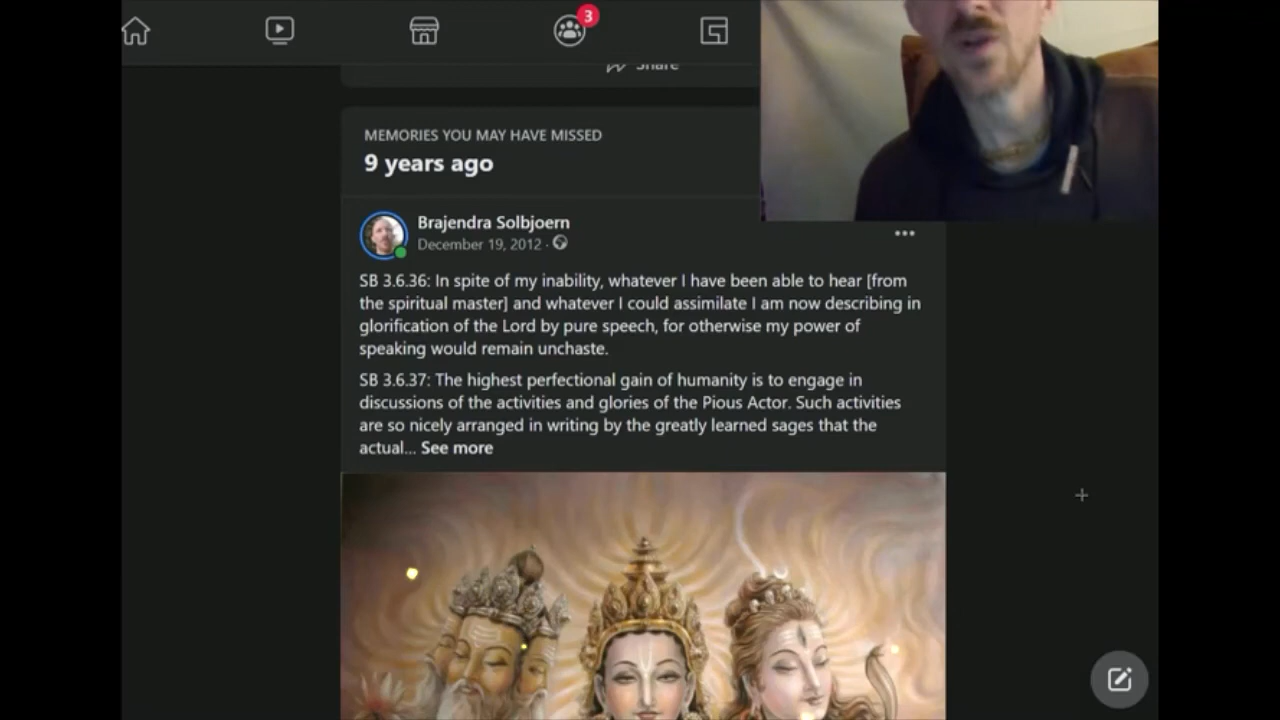 3
Share
MEMORIES YOU MAY HAVE MISSED
9 years ago
Brajendra Solbjoern
December 19, 2012 ·
SB 3.6.36: In spite of my inability, whatever I have been able to hear [from
the spiritual master] and whatever I could assimilate I am now describing in
glorification of the Lord by pure speech, for otherwise my power of
speaking would remain unchaste.
SB 3.6.37: The highest perfectional gain of humanity is to engage in
discussions of the activities and glories of the Pious Actor. Such activities
are so nicely arranged in writing by the greatly learned sages that the
actual... See more